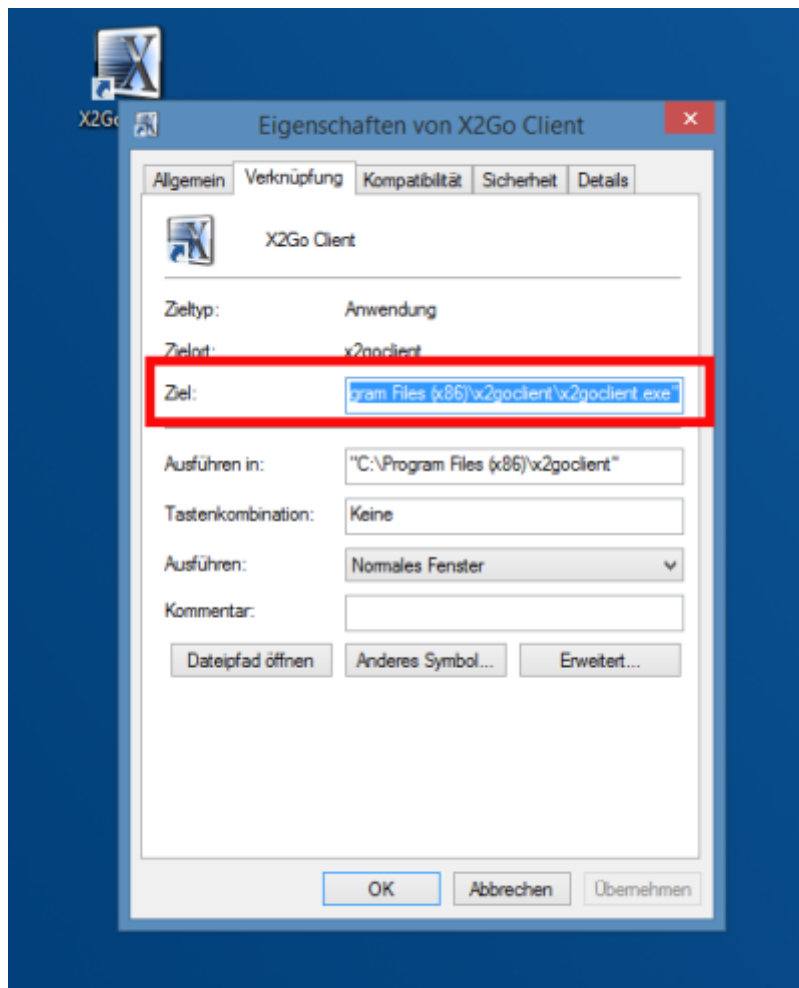 X2Go
Eigenschaften von X2Go Client
Allgemein Verknüpfung Kompatibilität Sicherheit Details
X2Go Client
Zieltyp: Anwendung
Zielort: x2goclient
Ziel: gram Files (x86)\x2goclient\x2goclient.exe"
Ausführen in: "C:\Program Files (x86)\x2goclient"
Tastenkombination: Keine
Ausführen: Normales Fenster
Kommentar:
Dateipfad öffnen Anderes Symbol... Erweitert...
OK Abbrechen Übernehmen